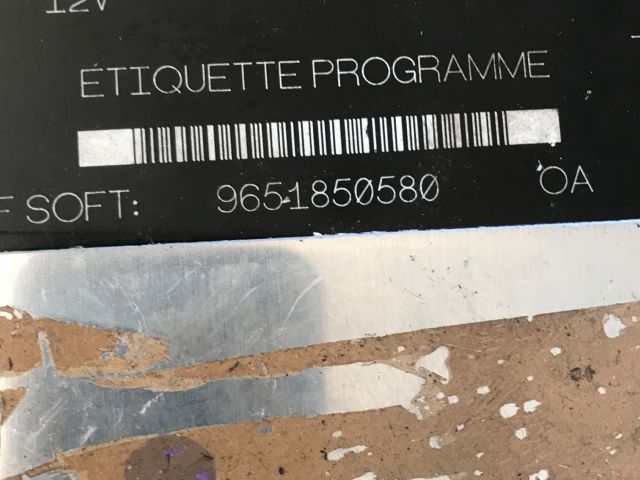 12V
ÉTIQUETTE PROGRAMME
F SOFT: 9651850580 OA